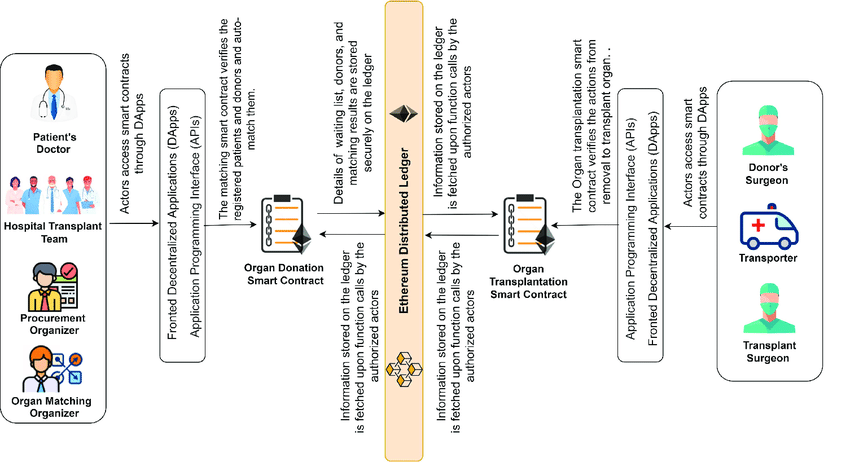 Patient's
Doctor
Hospital Transplant
Team
Procurement
Organizer
Organ Matching
Organizer
Actors access smart contracts
through DApps
Fronted Decentralized Applications (DApps)
Application Programming Interface (APIs)
The matching smart contract verifies the
registered patients and donors and auto-
match them.
Organ Donation
Smart Contract
Details of waiting list, donors, and
matching results are stored
securely on the ledger
Information stored on the ledger
is fetched upon function calls by the
authorized actors
Ethereum Distributed Ledger
Information stored on the ledger
is fetched upon function calls by the
authorized actors
Information stored on the ledger
is fetched upon function calls by the
authorized actors
Organ
Transplantation
Smart Contract
The Organ transplantation smart
contract verifies the actions from
removal to transplant organ. .
Application Programming Interface (APIs)
Fronted Decentralized Applications (DApps)
Actors access smart
contracts through DApps
Donor's
Surgeon
Transporter
Transplant
Surgeon